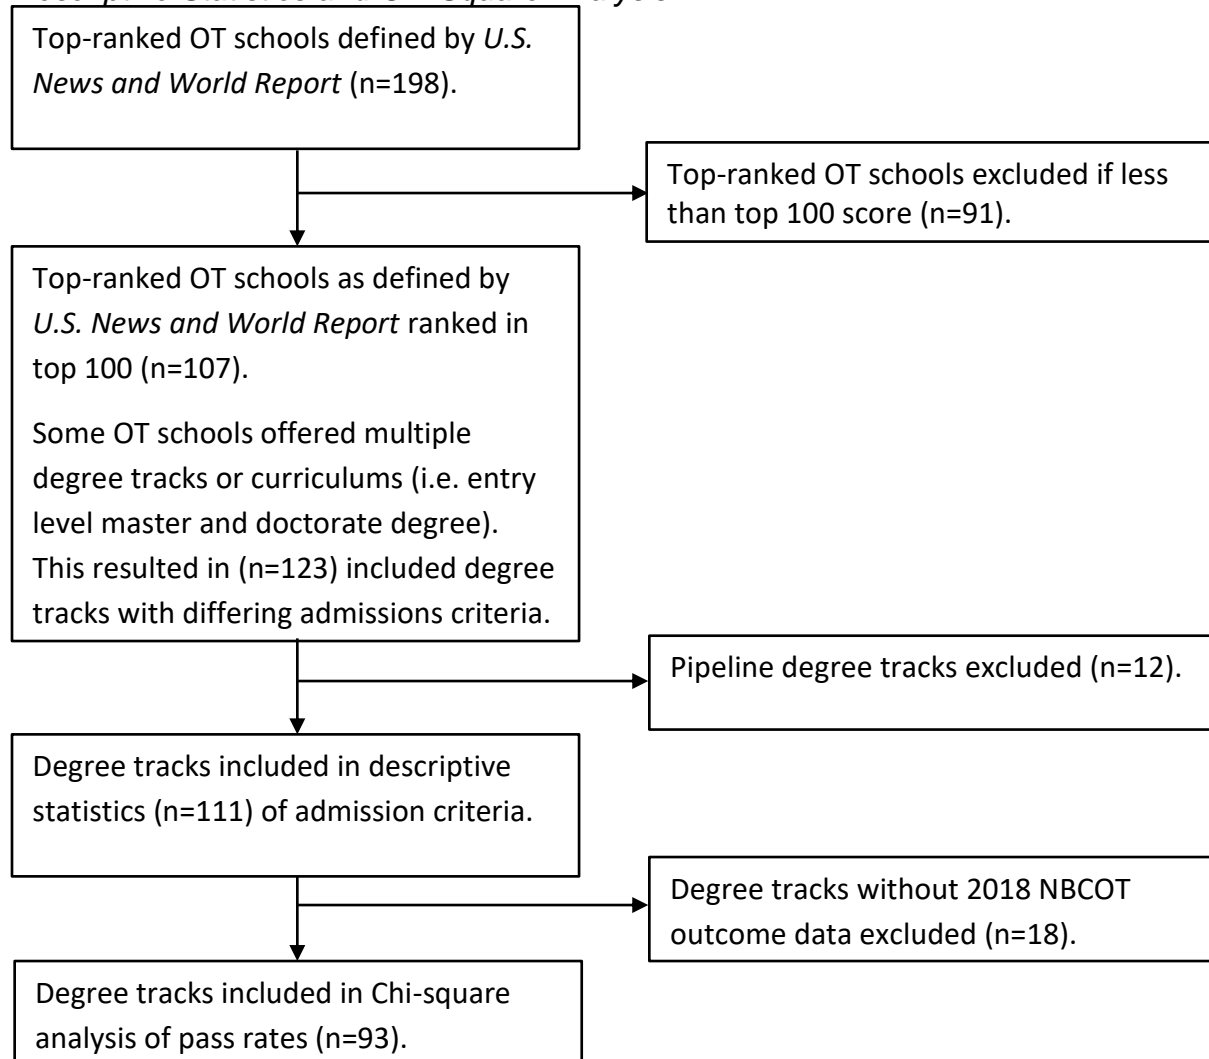 Top-ranked OT schools defined by U.S.
News and World Report (n=198).
Top-ranked OT schools excluded if less
than top 100 score (n=91).
Top-ranked OT schools as defined by
U.S. News and World Report ranked in
top 100 (n=107).
Some OT schools offered multiple
degree tracks or curriculums (i.e. entry
level master and doctorate degree).
This resulted in (n=123) included degree
tracks with differing admissions criteria.
Pipeline degree tracks excluded (n=12).
Degree tracks included in descriptive
statistics (n=111) of admission criteria.
Degree tracks without 2018 NBCOT
outcome data excluded (n=18).
Degree tracks included in Chi-square
analysis of pass rates (n=93).